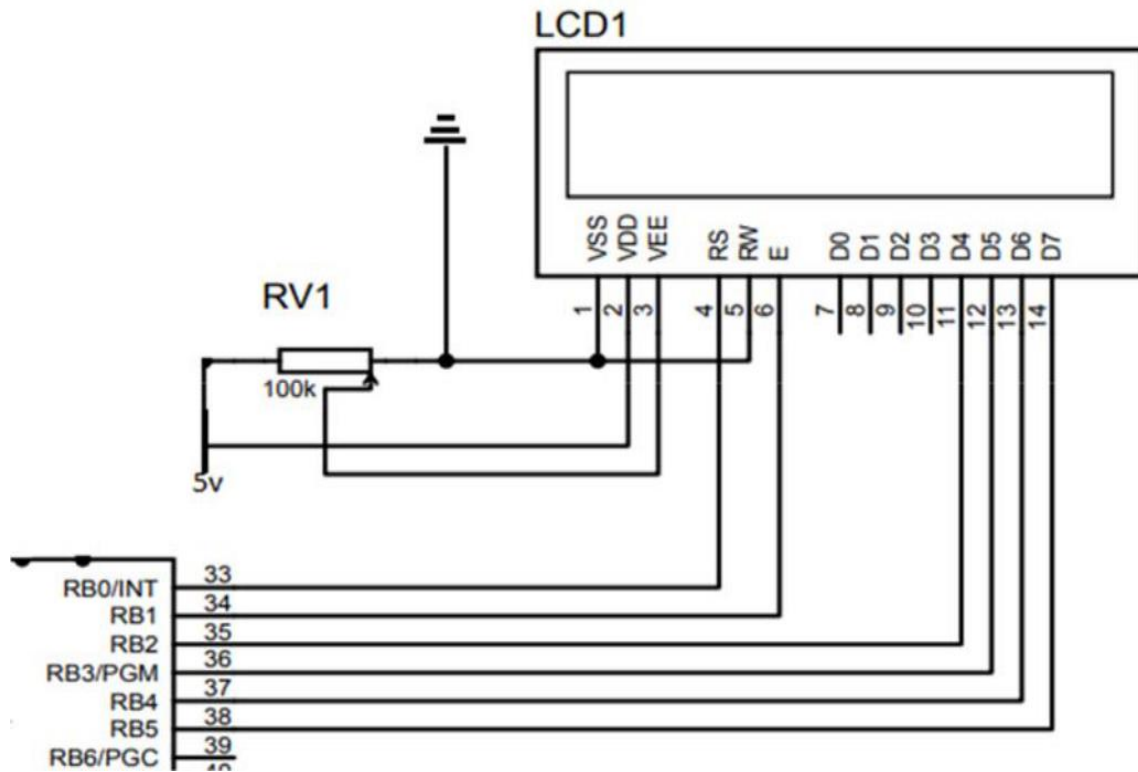 LCD1
VSS
VDD
VEE
RS
RW
E
D0
D1
D2
D3
D4
D5
D6
D7
1
2
3
4
5
6
7
8
9
10
11
12
13
14
RV1
100k
5v
RB0/INT 33
RB1 34
RB2 35
RB3/PGM 36
RB4 37
RB5 38
RB6/PGC 39